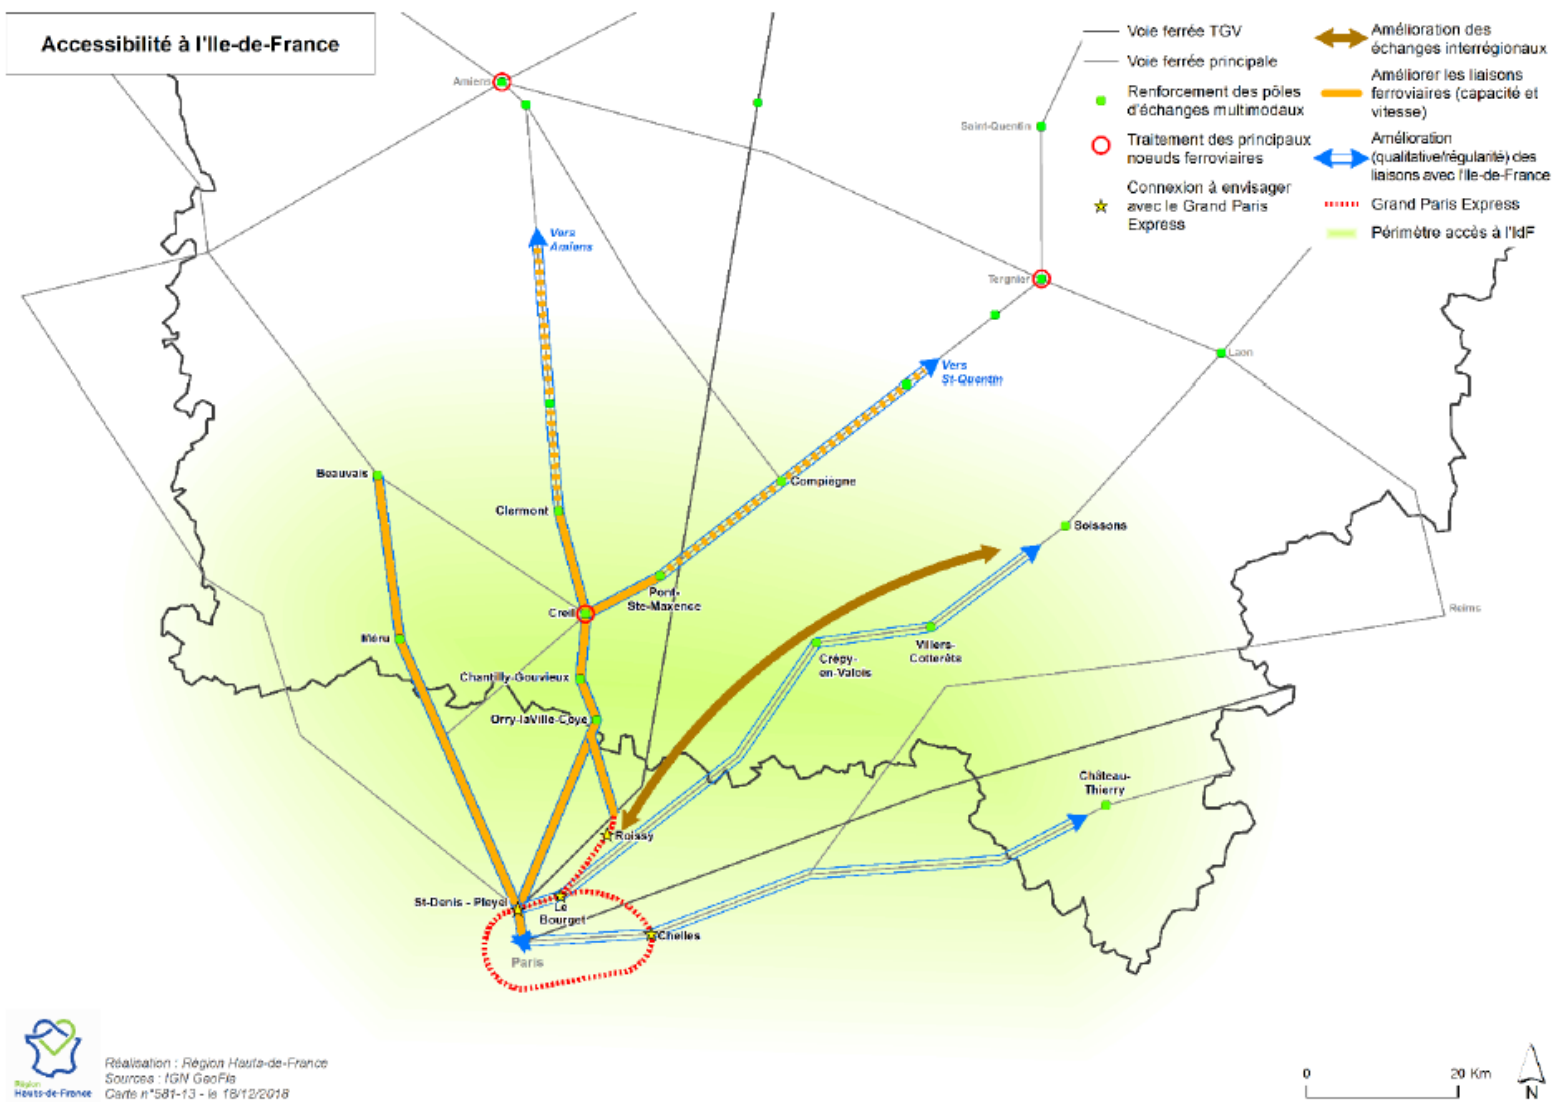 Accessibilité à l'Ile-de-France
Voie ferrée TGV
Voie ferrée principale
Renforcement des pôles
d'échanges multimodaux
Traitement des principaux
noeuds ferroviaires
Connexion à envisager
avec le Grand Paris
Express
Amélioration des
échanges interrégionaux
Améliorer les liaisons
ferroviaires (capacité et
vitesse)
Amélioration
(qualitative/régularité) des
liaisons avec l'Ile-de-France
Grand Paris Express
Périmètre accès à l'IdF
Amiens
Saint-Quentin
Vers
Amiens
Tergnier
Laon
Vers
St-Quentin
Beauvais
Compiègne
Clermont
Soissons
Pont-
Ste-Maxence
Creil
Reims
Méru
Villers-
Cotterêts
Crépy-
en-Valois
Chantilly-Gouvieux
Orry-laVille-Coye
Château-
Thierry
Roissy
St-Denis - Pleyel
Le
Bourget
Chelles
Paris
Région
Hauts-de-France
Réalisation : Région Hauts-de-France
Sources : IGN GeoFla
Carte n°581-13 - le 18/12/2018
0
20 Km
N